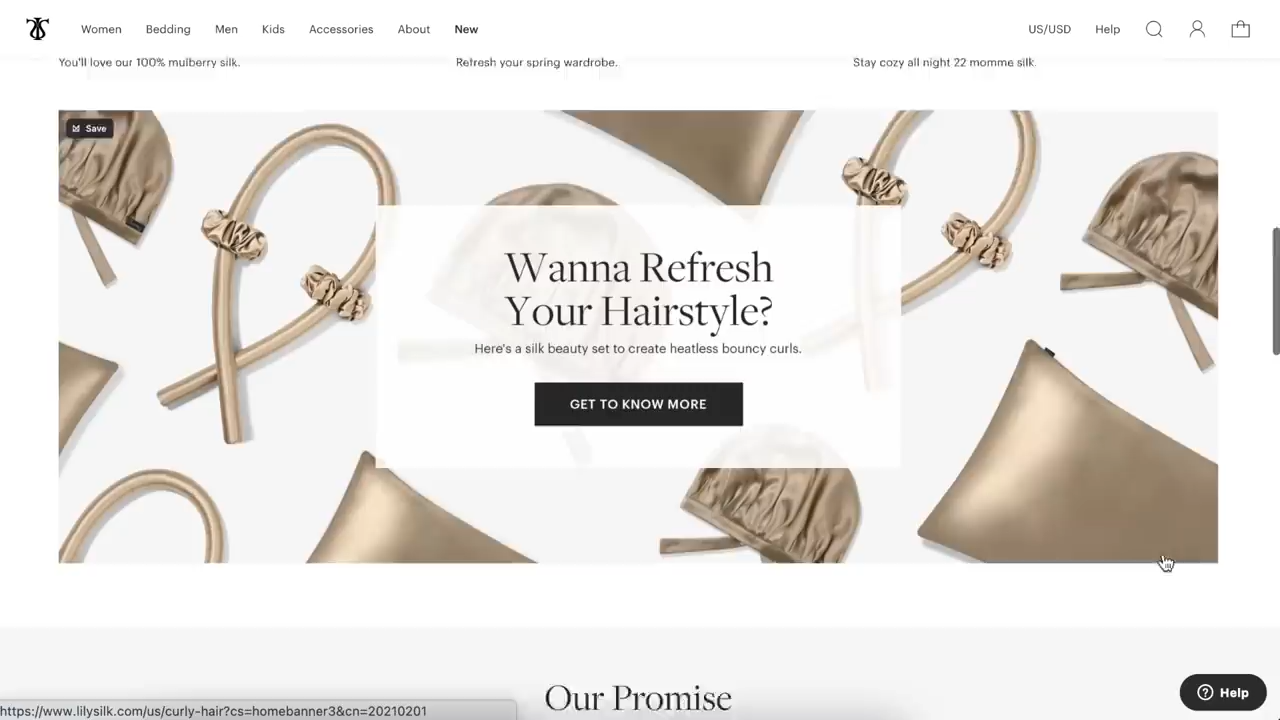 Women Bedding Men Kids Accessories About New US/USD Help
You'll love our 100% mulberry silk. Refresh your spring wardrobe. Stay cozy all night 22 momme silk.
Save
Wanna Refresh
Your Hairstyle?
Here's a silk beauty set to create heatless bouncy curls.
GET TO KNOW MORE
Our Promise
Help
https://www.lilysilk.com/us/curly-hair?cs=homebanner3&cn=20210201